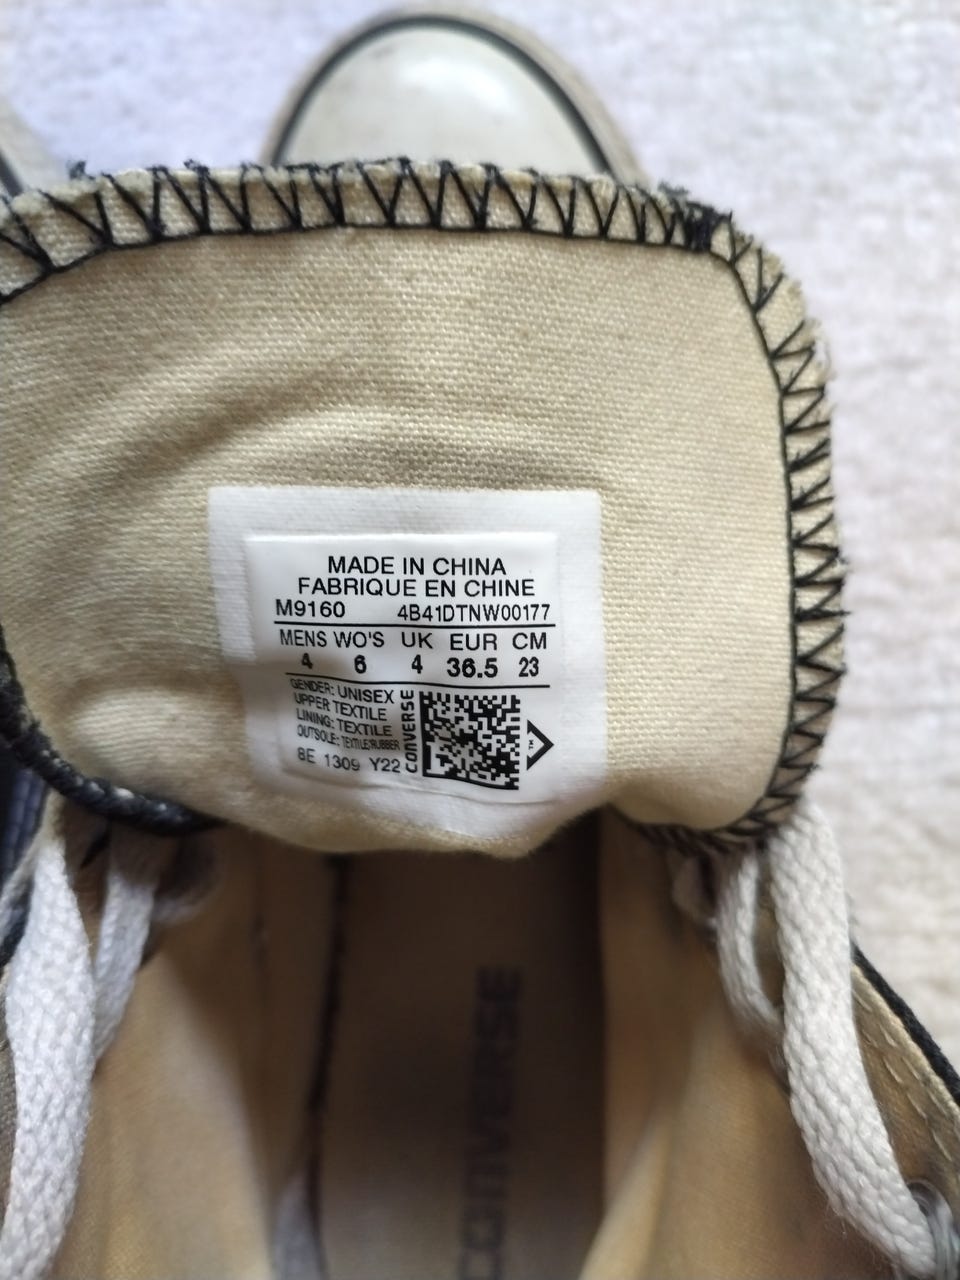 MADE IN CHINA
FABRIQUE EN CHINE
M9160 4B41DTNW00177
MENS WO'S UK EUR CM
4 6 4 36.5 23
GENDER: UNISEX
UPPER TEXTILE
LINING: TEXTILE
OUTSOLE: TEXTILE/RUBBER
8E 1309 Y22
CONVERSE
TM
CONVERSE